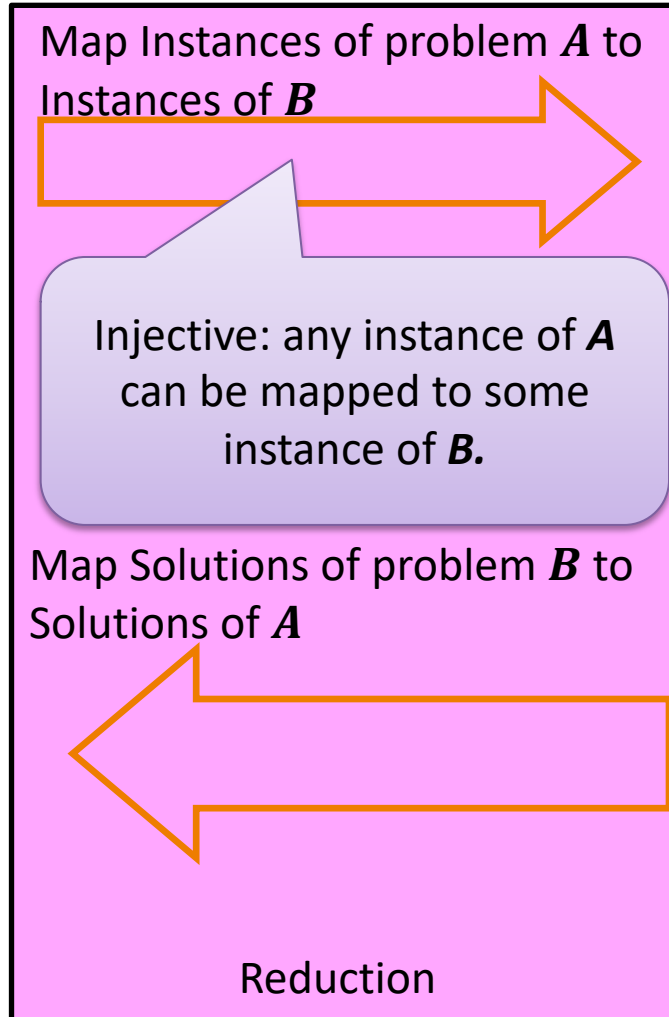 Map Instances of problem A to
Instances of B
Injective: any instance of A
can be mapped to some
instance of B.
Map Solutions of problem B to
Solutions of A
Reduction